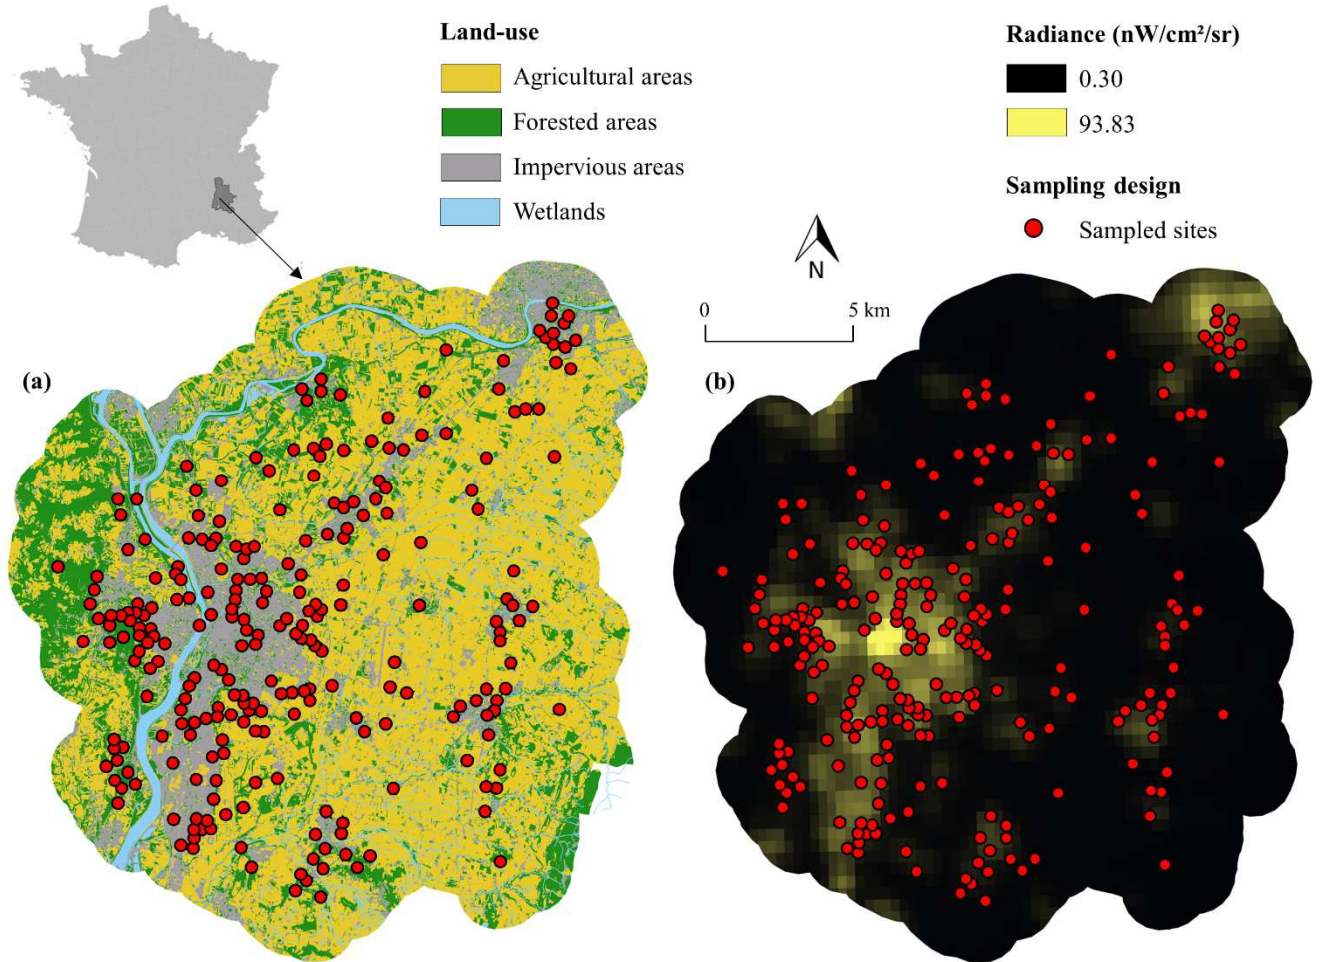 Land-use
Agricultural areas
Forested areas
Impervious areas
Wetlands
Radiance (nW/cm²/sr)
0.30
93.83
Sampling design
Sampled sites
N
0 5 km
(a)
(b)